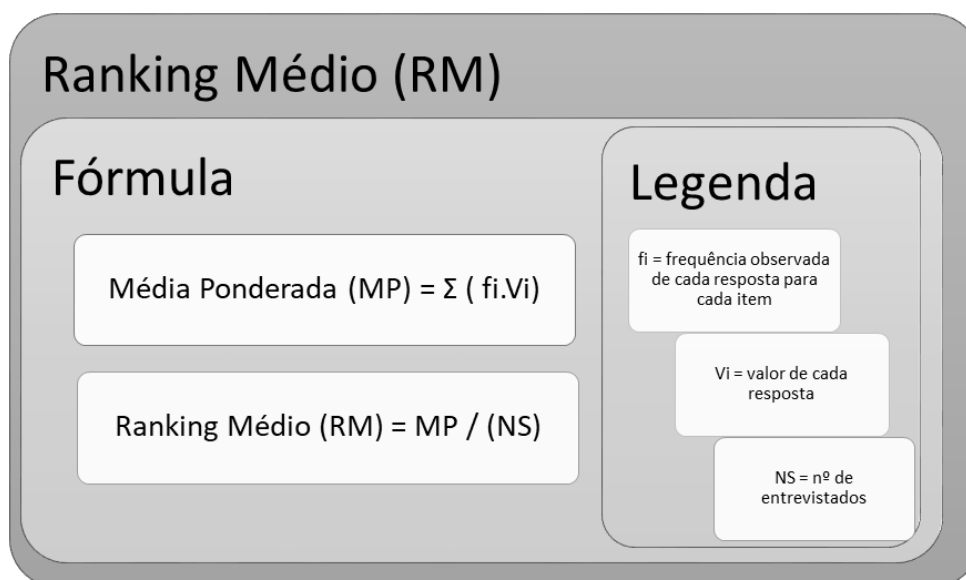 Ranking Médio (RM)
Fórmula
Média Ponderada (MP) = Σ ( fi.Vi)
Ranking Médio (RM) = MP / (NS)
Legenda
fi = frequência observada
de cada resposta para
cada item
Vi = valor de cada
resposta
NS = nº de
entrevistados